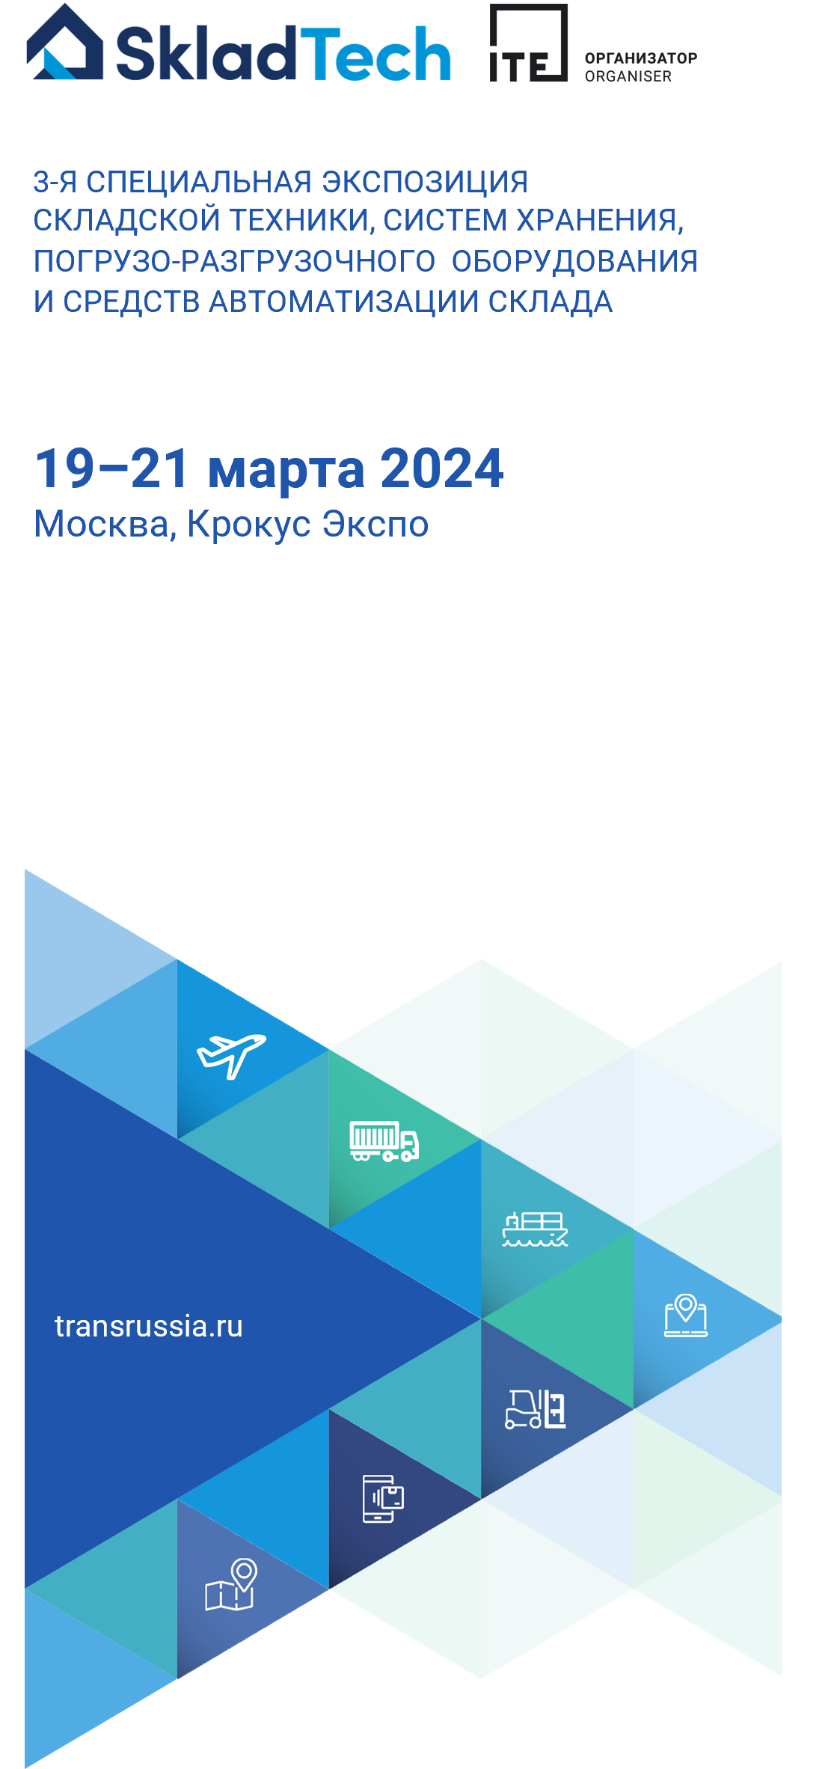 SkladTech
ITE
ОРГАНИЗАТОР
ORGANISER
3-Я СПЕЦИАЛЬНАЯ ЭКСПОЗИЦИЯ
СКЛАДСКОЙ ТЕХНИКИ, СИСТЕМ ХРАНЕНИЯ,
ПОГРУЗО-РАЗГРУЗОЧНОГО ОБОРУДОВАНИЯ
И СРЕДСТВ АВТОМАТИЗАЦИИ СКЛАДА
19–21 марта 2024
Москва, Крокус Экспо
transrussia.ru